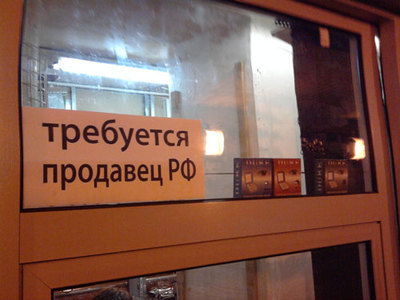 требуется
продавец РФ